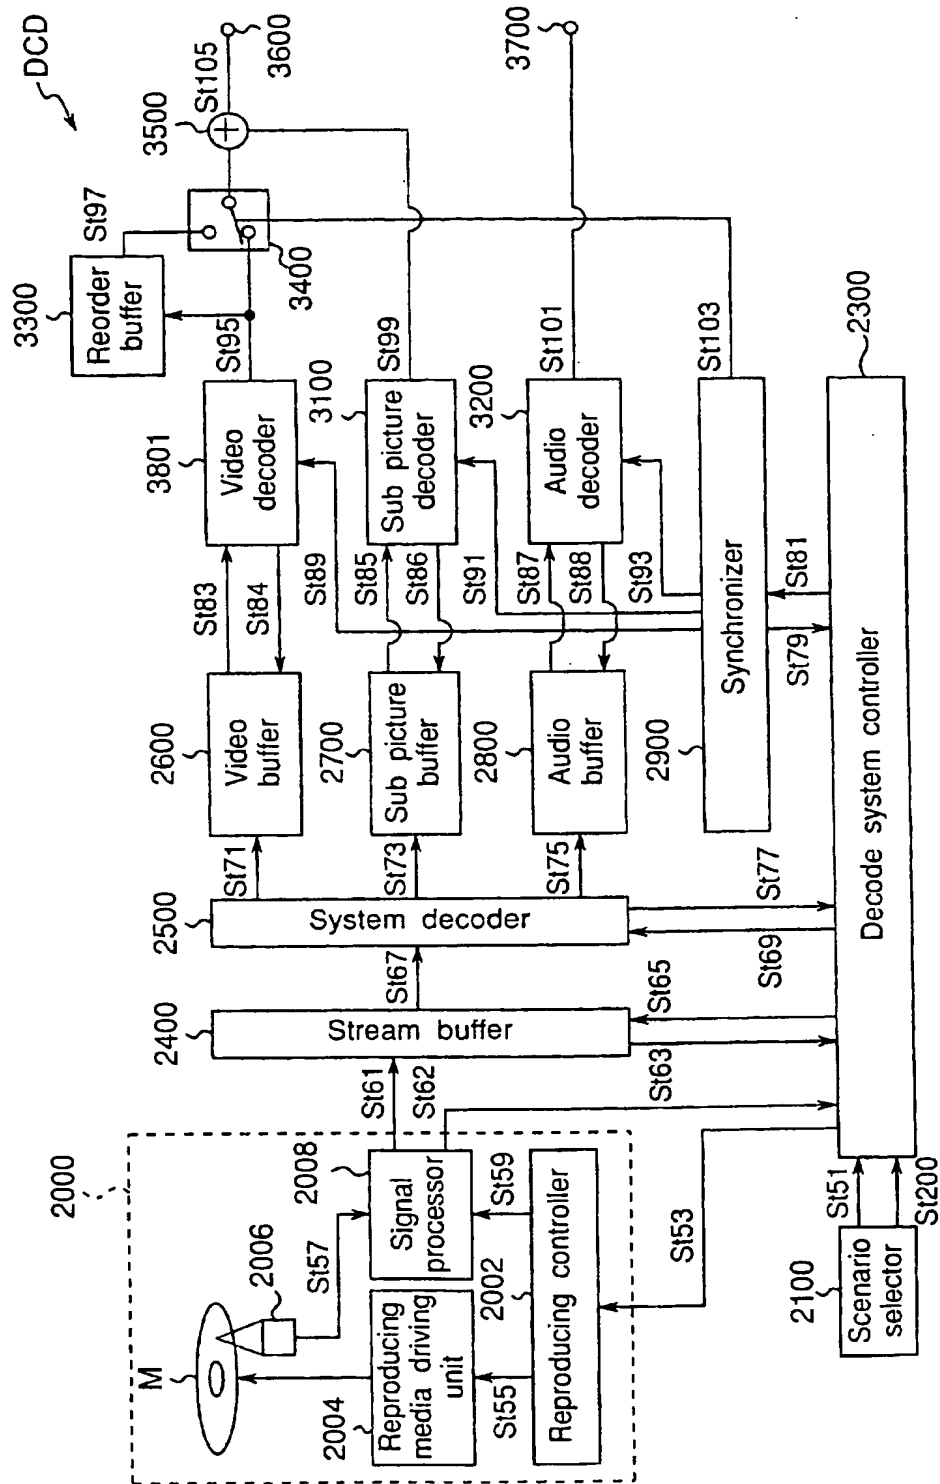 DCD
2000
M
2006
St57
2004
Reproducing
media driving
unit
2008
Signal
processor
St55
2002
St59
Reproducing controller
St53
2100
Scenario
selector
St51
St200
St61
St62
2400
Stream buffer
St63
St65
St67
2500
System decoder
St69
St77
St71
St73
St75
2600
Video
buffer
2700
Sub picture
buffer
2800
Audio
buffer
2900
Synchronizer
St79
St81
2300
Decode system controller
St83
St84
St89
St85
St86
St91
St87
St88
St93
3801
Video
decoder
3100
Sub picture
decoder
3200
Audio
decoder
St95
St99
St101
St103
3300
Reorder
buffer
St97
3400
3500
St105
3600
3700